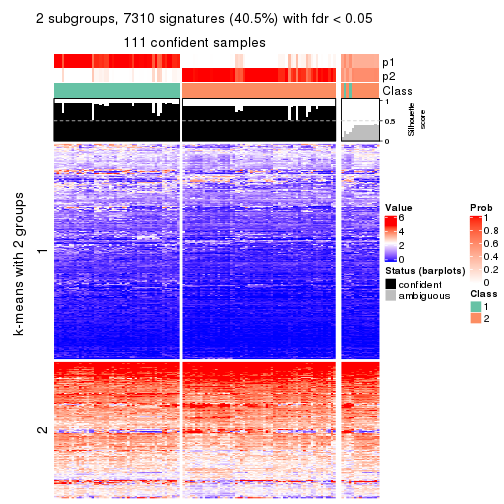 2 subgroups, 7310 signatures (40.5%) with fdr < 0.05
111 confident samples
p1
p2
Class
1
0.5
0
Silhouette
score
k-means with 2 groups
1
2
Value
6
4
2
0
Status (barplots)
confident
ambiguous
Prob
1
0.8
0.6
0.4
0.2
0
Class
1
2